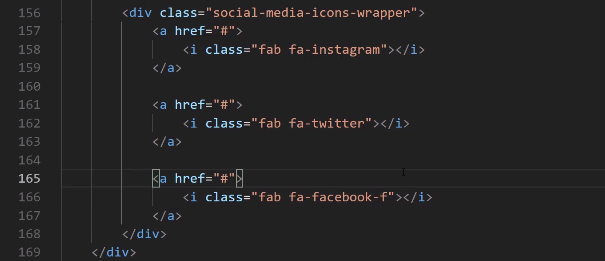 156 <div class="social-media-icons-wrapper">
157 <a href="#">
158 <i class="fab fa-instagram"></i>
159 </a>
160
161 <a href="#">
162 <i class="fab fa-twitter"></i>
163 </a>
164
165 <a href="#">
166 <i class="fab fa-facebook-f"></i>
167 </a>
168 </div>
169 </div>